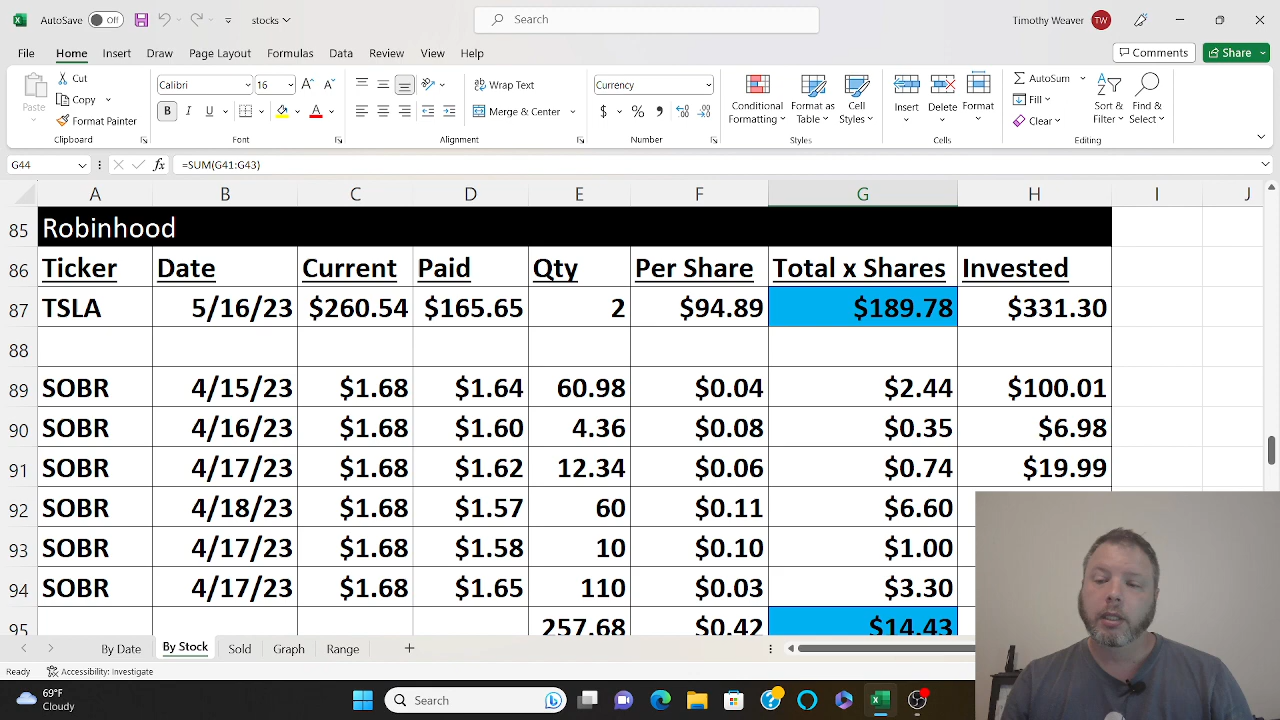 AutoSave Off stocks Search Timothy Weaver TW
File Home Insert Draw Page Layout Formulas Data Review View Help Comments Share
Paste Cut Copy Format Painter Clipboard
Calibri 16 A A B I U A Font
Wrap Text Merge & Center Alignment
Currency $ % Number
Conditional Formatting Format as Table Cell Styles Styles
Insert Delete Format Cells
AutoSum Fill Clear Sort & Filter Find & Select Editing
G44 fx =SUM(G41:G43)
A B C D E F G H I J
85 Robinhood
86 Ticker Date Current Paid Qty Per Share Total x Shares Invested
87 TSLA 5/16/23 $260.54 $165.65 2 $94.89 $189.78 $331.30
88
89 SOBR 4/15/23 $1.68 $1.64 60.98 $0.04 $2.44 $100.01
90 SOBR 4/16/23 $1.68 $1.60 4.36 $0.08 $0.35 $6.98
91 SOBR 4/17/23 $1.68 $1.62 12.34 $0.06 $0.74 $19.99
92 SOBR 4/18/23 $1.68 $1.57 60 $0.11 $6.60
93 SOBR 4/17/23 $1.68 $1.58 10 $0.10 $1.00
94 SOBR 4/17/23 $1.68 $1.65 110 $0.03 $3.30
95 257.68 $0.42 $14.43
By Date By Stock Sold Graph Range
Ready Accessibility: Investigate
69°F
Cloudy
Search